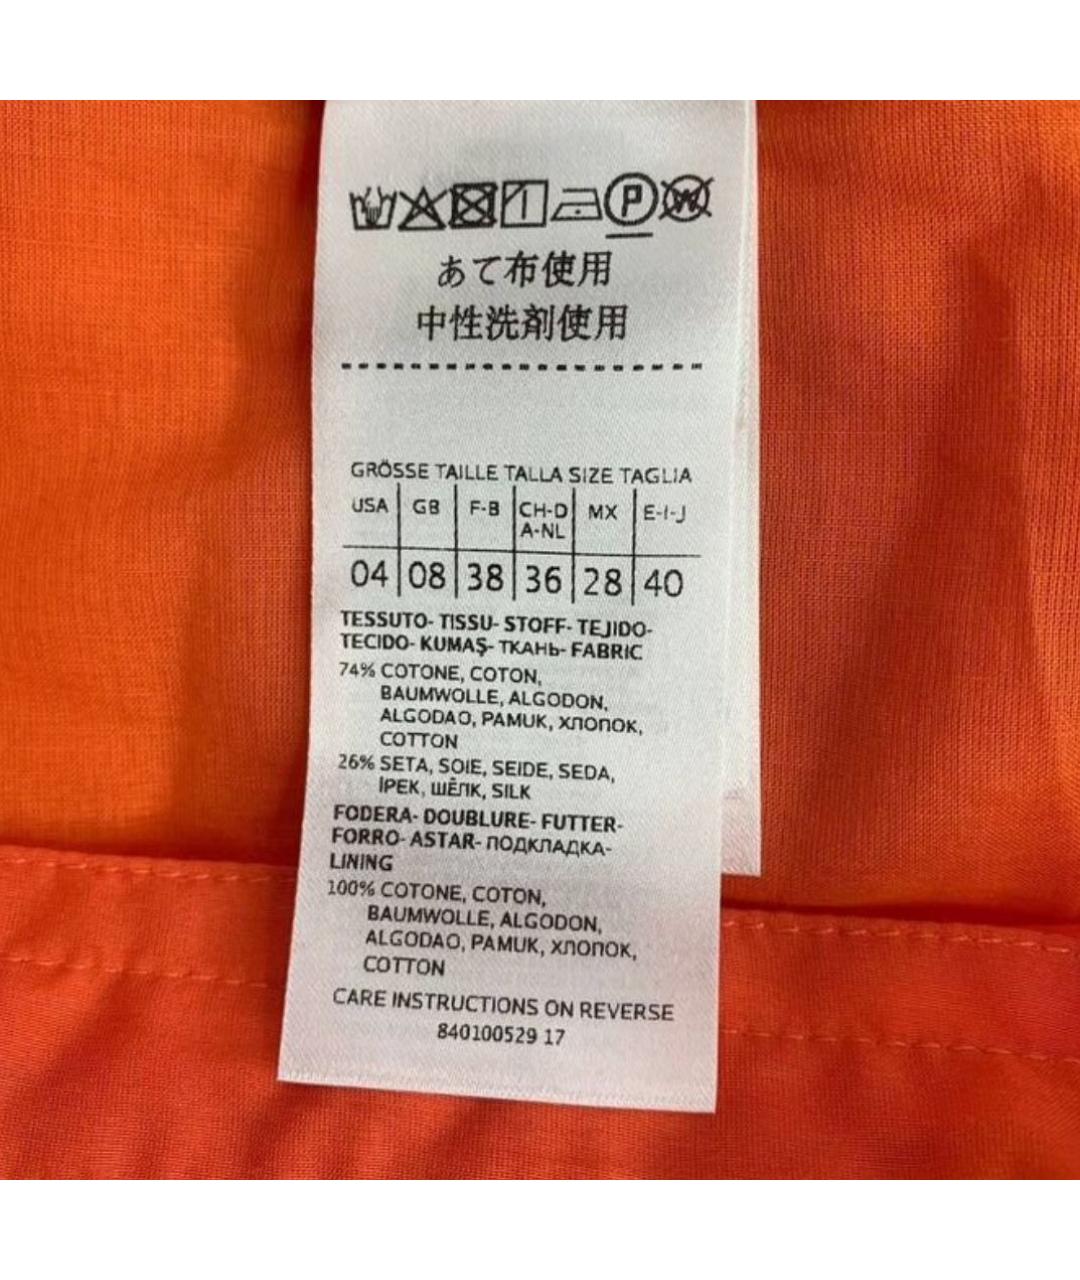 P W
あて布使用
中性洗剤使用
GRÖSSE TAILLE TALLA SIZE TAGLIA
USA GB F-B CH-D A-NL MX E-I-J
04 08 38 36 28 40
TESSUTO- TISSU- STOFF- TEJIDO-
TECIDO- KUMAŞ- ТКАНЬ- FABRIC
74% COTONE, COTON,
BAUMWOLLE, ALGODON,
ALGODAO, PAMUK, ХЛОПОК,
COTTON
26% SETA, SOIE, SEIDE, SEDA,
İPEK, ШЁЛК, SILK
FODERA- DOUBLURE- FUTTER-
FORRO- ASTAR- ПОДКЛАДКА-
LINING
100% COTONE, COTON,
BAUMWOLLE, ALGODON,
ALGODAO, PAMUK, ХЛОПОК,
COTTON
CARE INSTRUCTIONS ON REVERSE
840100529 17